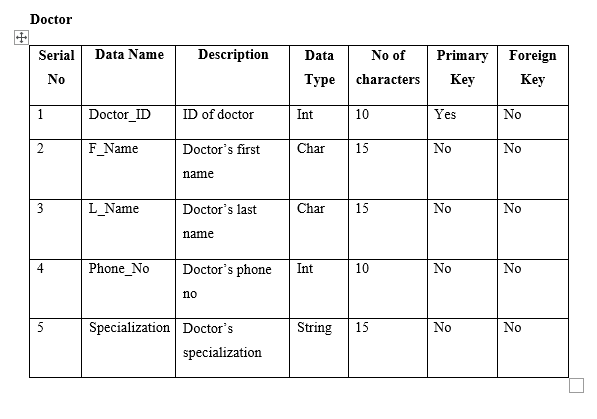 Doctor
Serial No Data Name Description Data Type No of characters Primary Key Foreign Key
1 Doctor_ID ID of doctor Int 10 Yes No
2 F_Name Doctor’s first name Char 15 No No
3 L_Name Doctor’s last name Char 15 No No
4 Phone_No Doctor’s phone no Int 10 No No
5 Specialization Doctor’s specialization String 15 No No